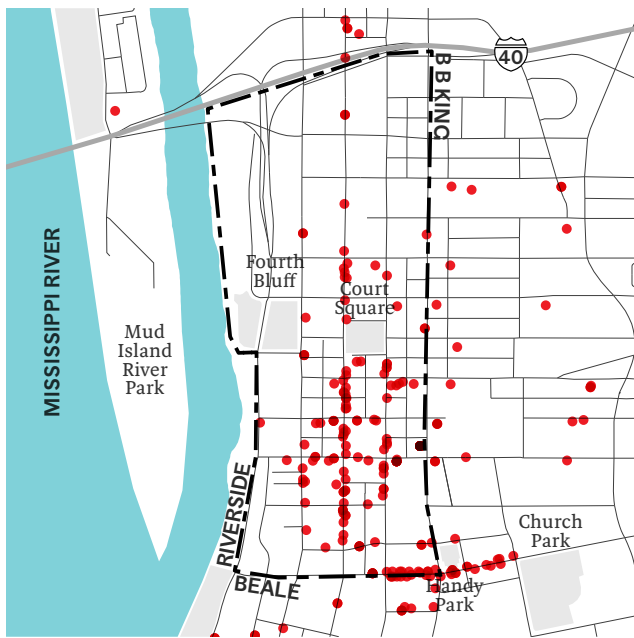 40
B B KING
MISSISSIPPI RIVER
Fourth
Bluff
Court
Square
Mud
Island
River
Park
RIVERSIDE
BEALE
Church
Park
Handy
Park